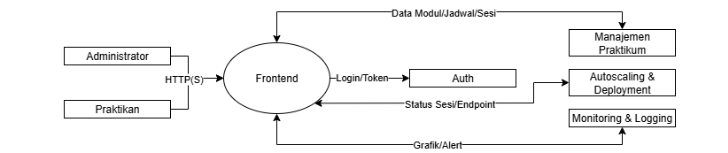 Data Modul/Jadwal/Sesi
Manajemen
Praktikum
Administrator
HTTP(S)
Frontend
Login/Token
Auth
Autoscaling &
Deployment
Praktikan
Status Sesi/Endpoint
Monitoring & Logging
Grafik/Alert